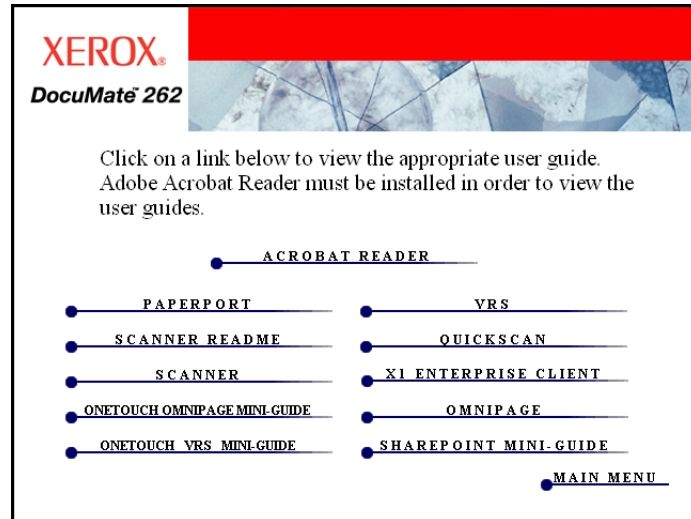 XEROX®
DocuMate™ 262
Click on a link below to view the appropriate user guide.
Adobe Acrobat Reader must be installed in order to view the
user guides.
ACROBAT READER
PAPERPORT
VRS
SCANNER README
QUICKSCAN
SCANNER
X1 ENTERPRISE CLIENT
ONETOUCH OMNIPAGE MINI-GUIDE
OMNIPAGE
ONETOUCH VRS MINI-GUIDE
SHAREPOINT MINI-GUIDE
MAIN MENU